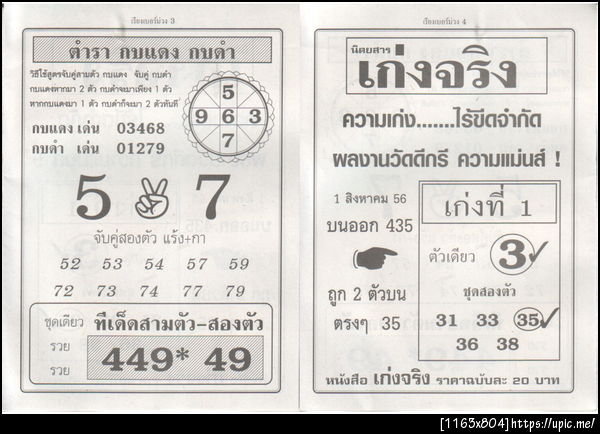 เรียงเบอร์ม่วง 3
ตำรา กบแดง กบดำ
วิธีใช้สูตรจับคู่สามตัว กบแดง จับคู่ กบดำ
กบแดงตากมา 2 ตัว กบดำจะมาเพียง 1 ตัว
หากกบแดงมา 1 ตัว กบดำก็จะมา 2 ตัวทันที
กบแดง เด่น 03468
กบดำ เด่น 01279
5
9 6 3
7
5 7
จับคู่สองตัว แร้ง+กา
52 53 54 57 59
72 73 74 77 79
ชุดเดียว ทีเด็ดสามตัว-สองตัว
รวย
รวย
449* 49
เรียงเบอร์ม่วง 4
นิตยสาร
เก่งจริง
ความเก่ง.......ไร้ขีดจำกัด
ผลงานวัดดีกรี ความแม่นส์ !
1 สิงหาคม 56
บนออก 435
เก่งที่ 1
ตัวเดียว 3
ถูก 2 ตัวบน
ตรงๆ 35
ชุดสองตัว
31 33 35
36 38
หนังสือ เก่งจริง ราคาฉบับละ 20 บาท
[1163x804]https://upic.me/